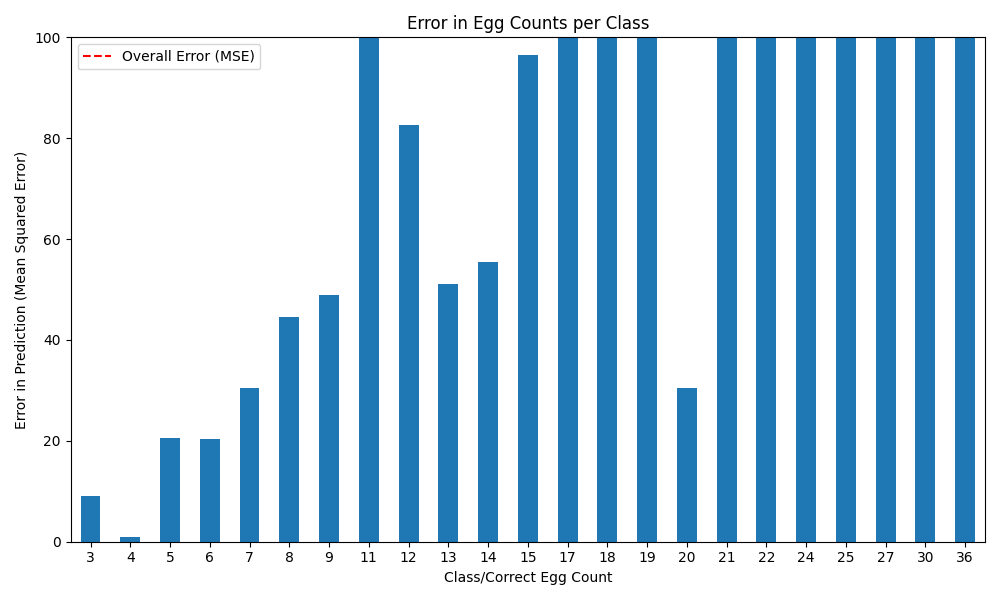 Error in Egg Counts per Class
Overall Error (MSE)
Error in Prediction (Mean Squared Error)
100
80
60
40
20
0
3 4 5 6 7 8 9 11 12 13 14 15 17 18 19 20 21 22 24 25 27 30 36
Class/Correct Egg Count